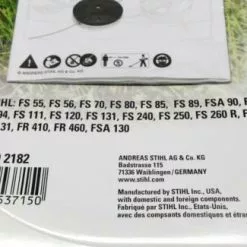 © ANDREAS STIHL AG & Co. KG
HL: FS 55, FS 56, FS 70, FS 80, FS 85, FS 89, FSA 90,
94, FS 111, FS 120, FS 131, FS 240, FS 250, FS 260 R,
31, FR 410, FR 460, FSA 130
2182
537150
ANDREAS STIHL AG & Co. KG
Badstrasse 115
71336 Waiblingen/GERMANY
www.stihl.com
Fabricated by STIHL Inc., USA,
with domestic and foreign components.
Fabriqué par STIHL Inc., Etats-Unis,
avec des composants domestiques et étran